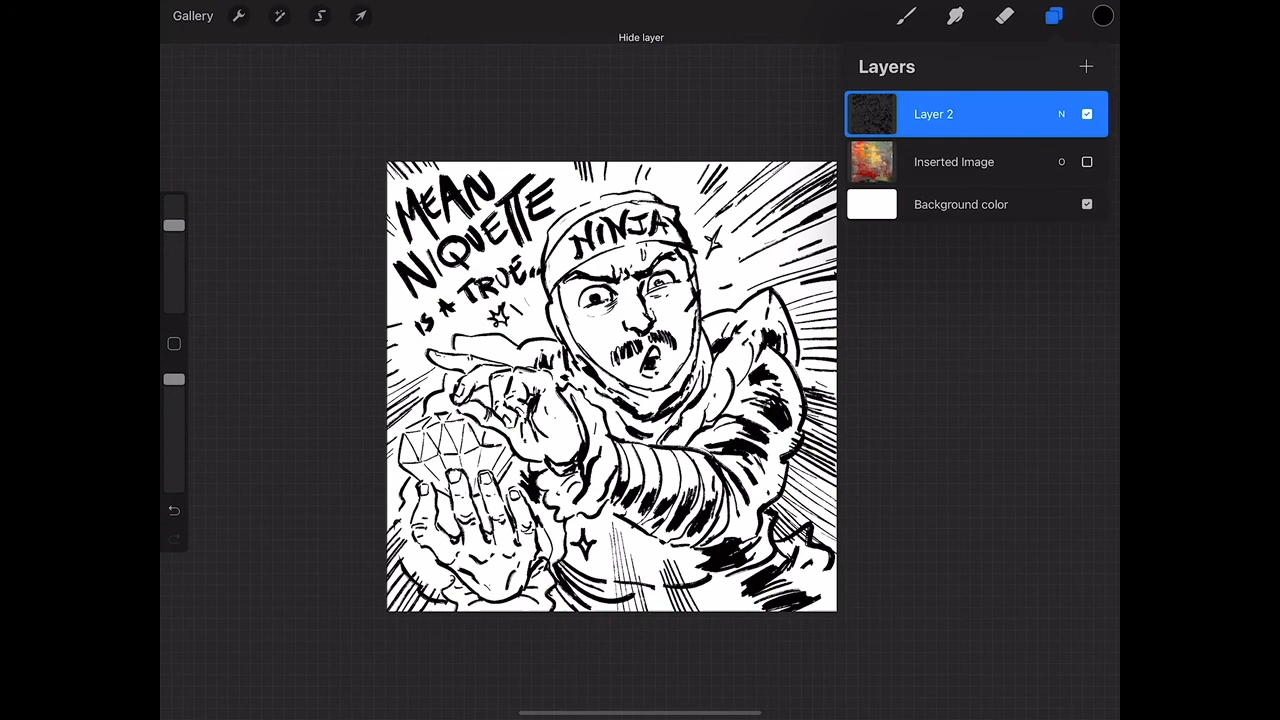 Gallery
Hide layer
Layers
Layer 2 N
Inserted Image O
Background color
MEAN
NIQUETTE
IS A TRUE...
NINJA